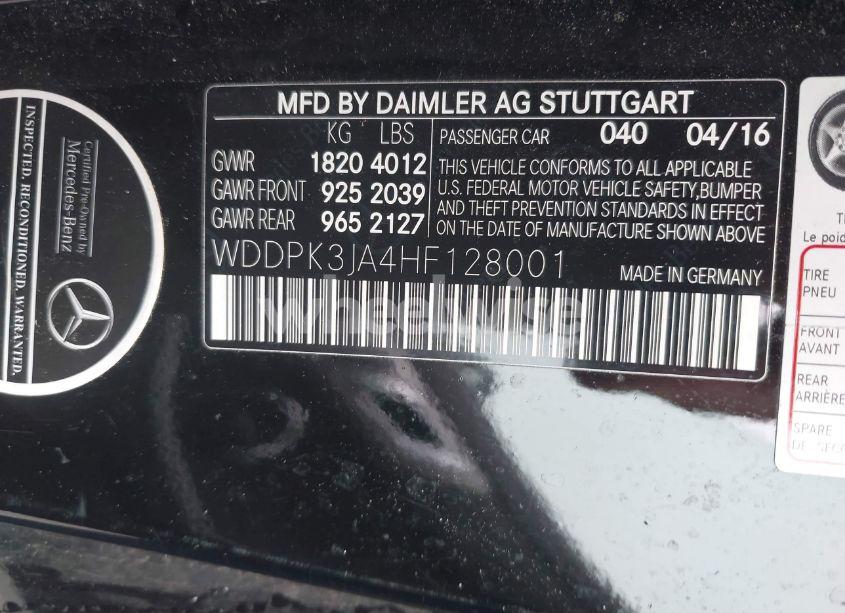 INSPECTED. RECONDITIONED. WARRANTED.
Certified Pre-Owned by
Mercedes-Benz
MFD BY DAIMLER AG STUTTGART
KG LBS
GVWR 1820 4012
GAWR FRONT 925 2039
GAWR REAR 965 2127
PASSENGER CAR 040 04/16
THIS VEHICLE CONFORMS TO ALL APPLICABLE
U.S. FEDERAL MOTOR VEHICLE SAFETY,BUMPER
AND THEFT PREVENTION STANDARDS IN EFFECT
ON THE DATE OF MANUFACTURE SHOWN ABOVE
WDDPK3JA4HF128001
MADE IN GERMANY
wheelwise
Le poid
TIRE
PNEU
FRONT
AVANT
REAR
ARRIÈRE
SPARE